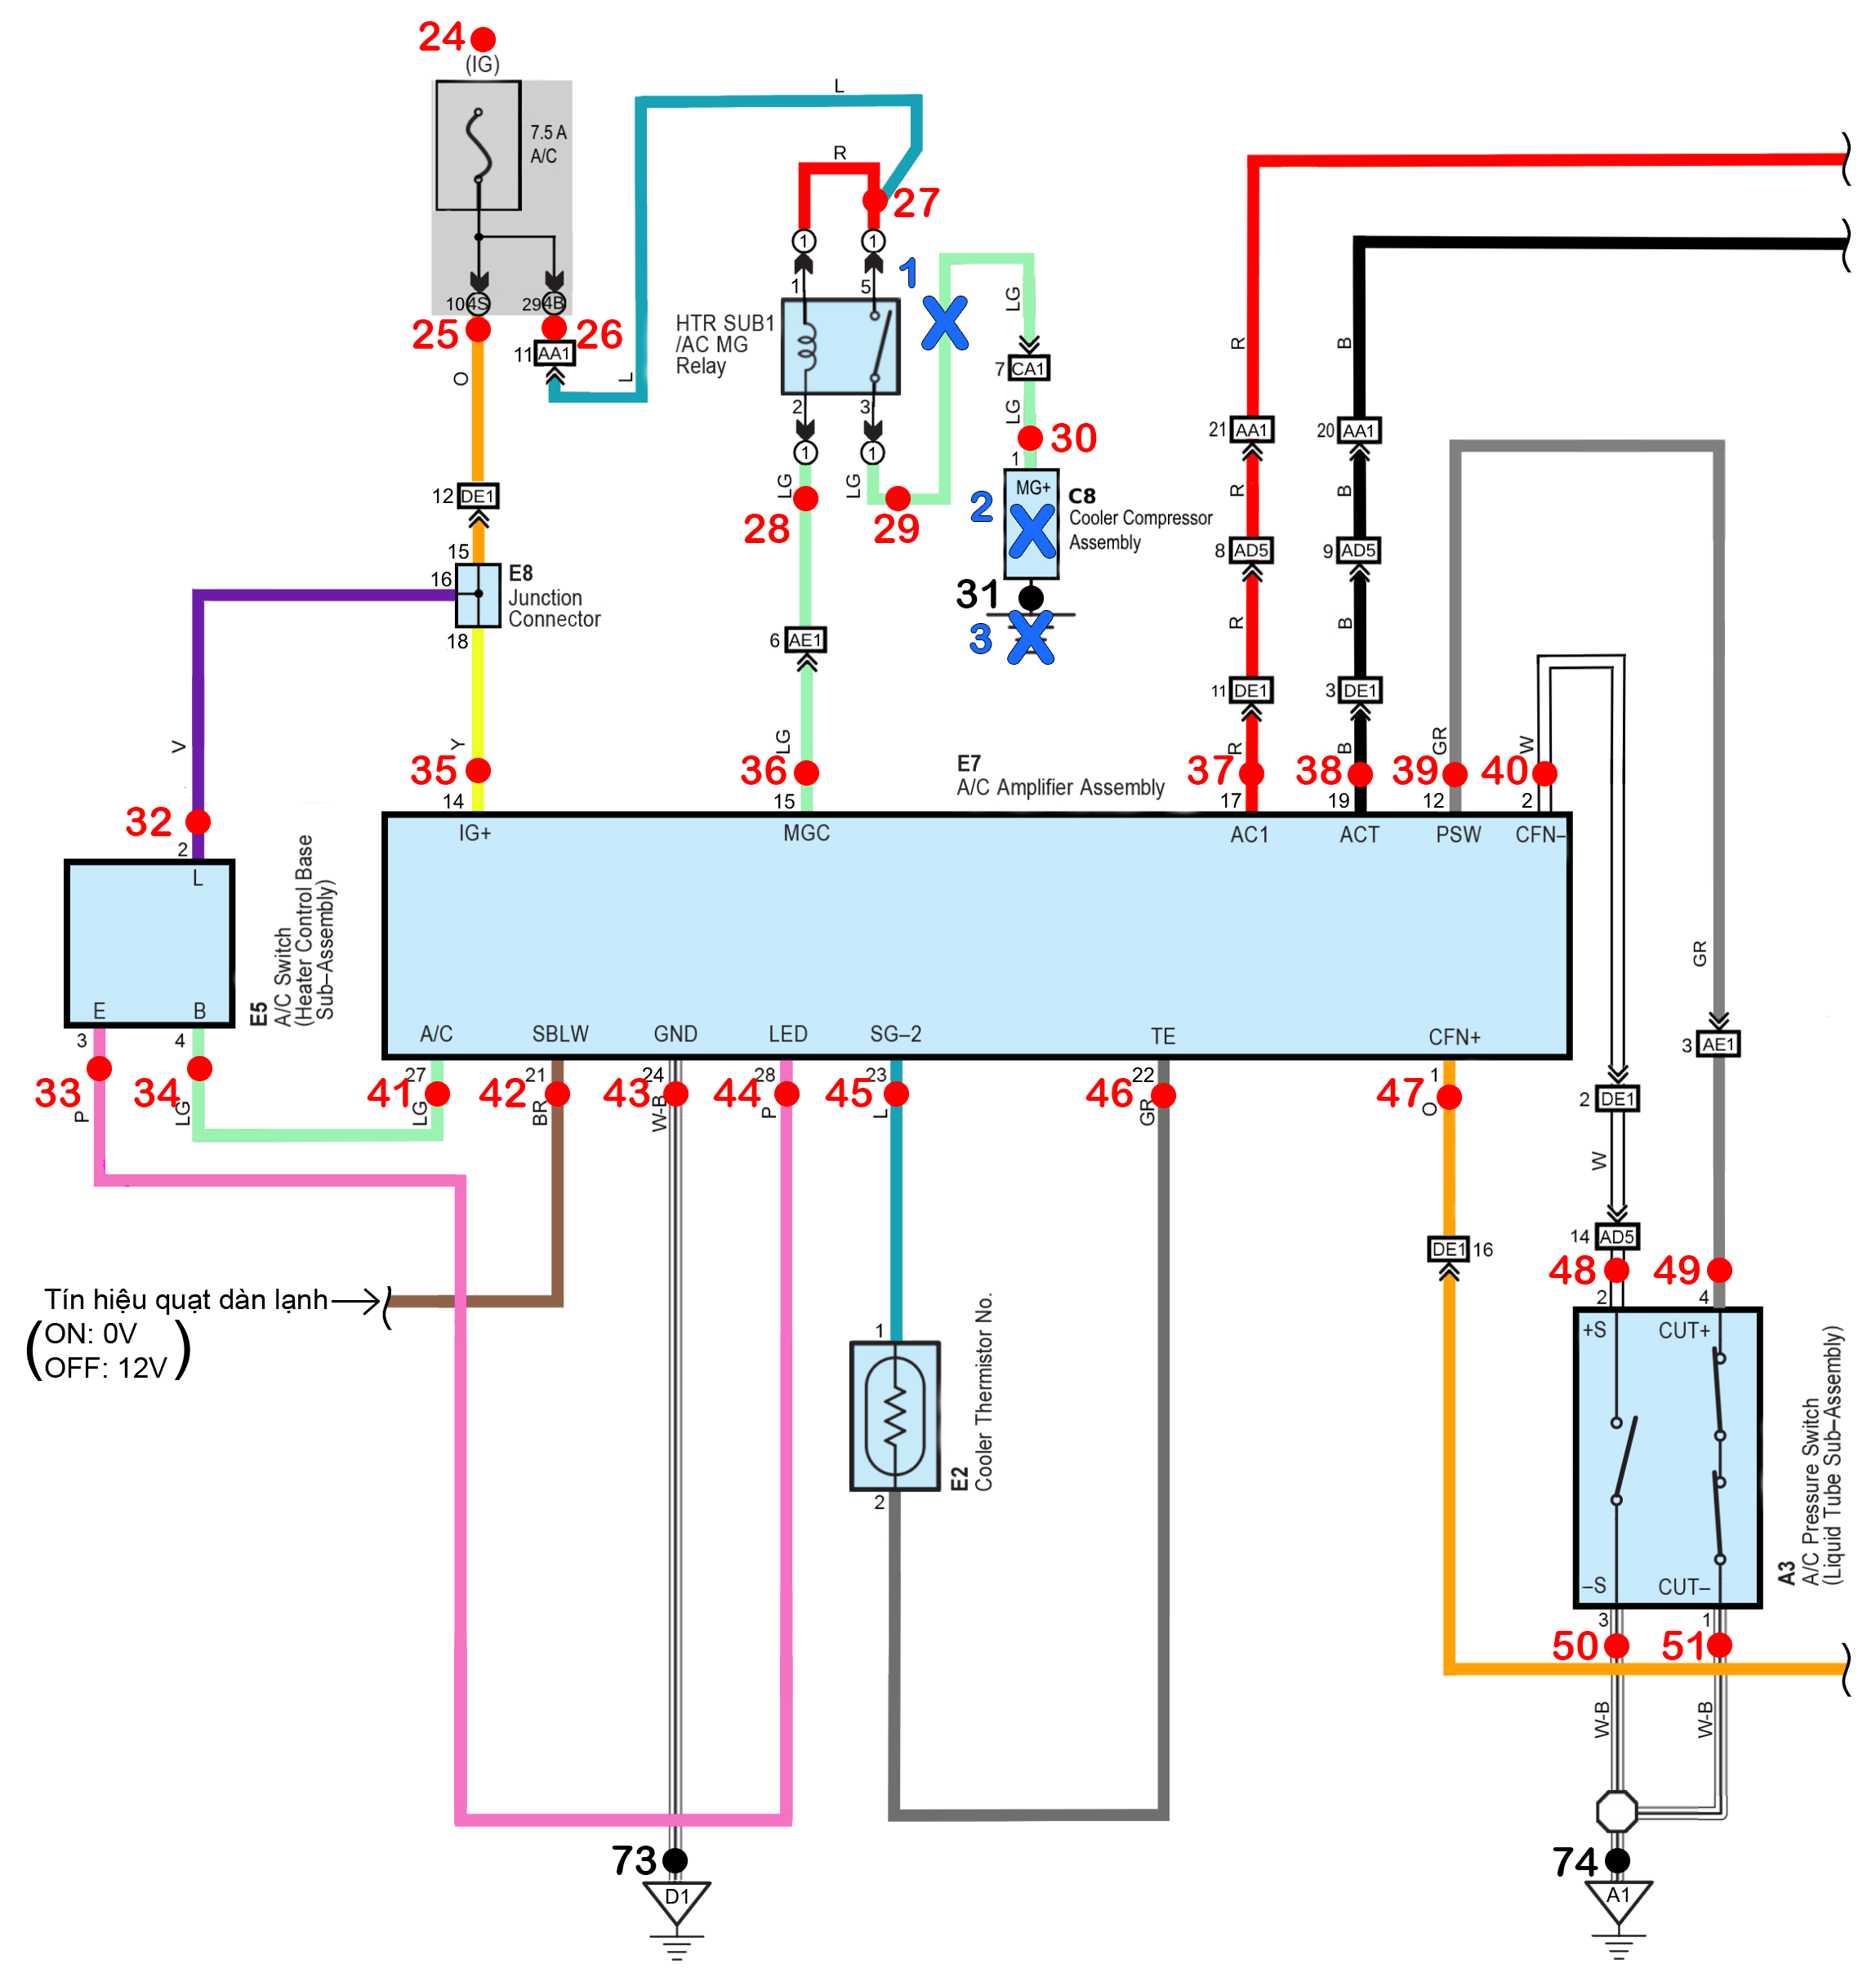 24
(IG)
7.5 A
A/C
10 4S
29 4B
25
26
11 AA1
O
L
L
R
27
1
1
1
5
1
HTR SUB1
/AC MG
Relay
2
3
1
1
LG
28
LG
29
LG
7 CA1
LG
30
1
MG+
2
C8
Cooler Compressor
Assembly
31
3
12 DE1
15
16
E8
Junction
Connector
18
6 AE1
V
Y
35
14
LG
36
15
E7
A/C Amplifier Assembly
R
21 AA1
R
8 AD5
R
11 DE1
R
37
17
B
20 AA1
B
9 AD5
B
3 DE1
B
38
19
GR
39
12
W
40
2
IG+
MGC
AC1
ACT
PSW
CFN–
32
2
L
E
B
3
4
33
34
P
LG
E5
A/C Switch
(Heater Control Base
Sub–Assembly)
A/C
SBLW
GND
LED
SG–2
TE
CFN+
27
41
LG
21
42
BR
24
43
W-B
28
44
P
23
45
L
22
46
GR
1
47
O
GR
3 AE1
2 DE1
W
14 AD5
DE1 16
48
49
2
4
+S
CUT+
–S
CUT–
3
1
50
51
W-B
W-B
A3
A/C Pressure Switch
(Liquid Tube Sub–Assembly)
Tín hiệu quạt dàn lạnh
(ON: 0V
OFF: 12V)
1
2
E2
Cooler Thermistor No.
73
D1
74
A1